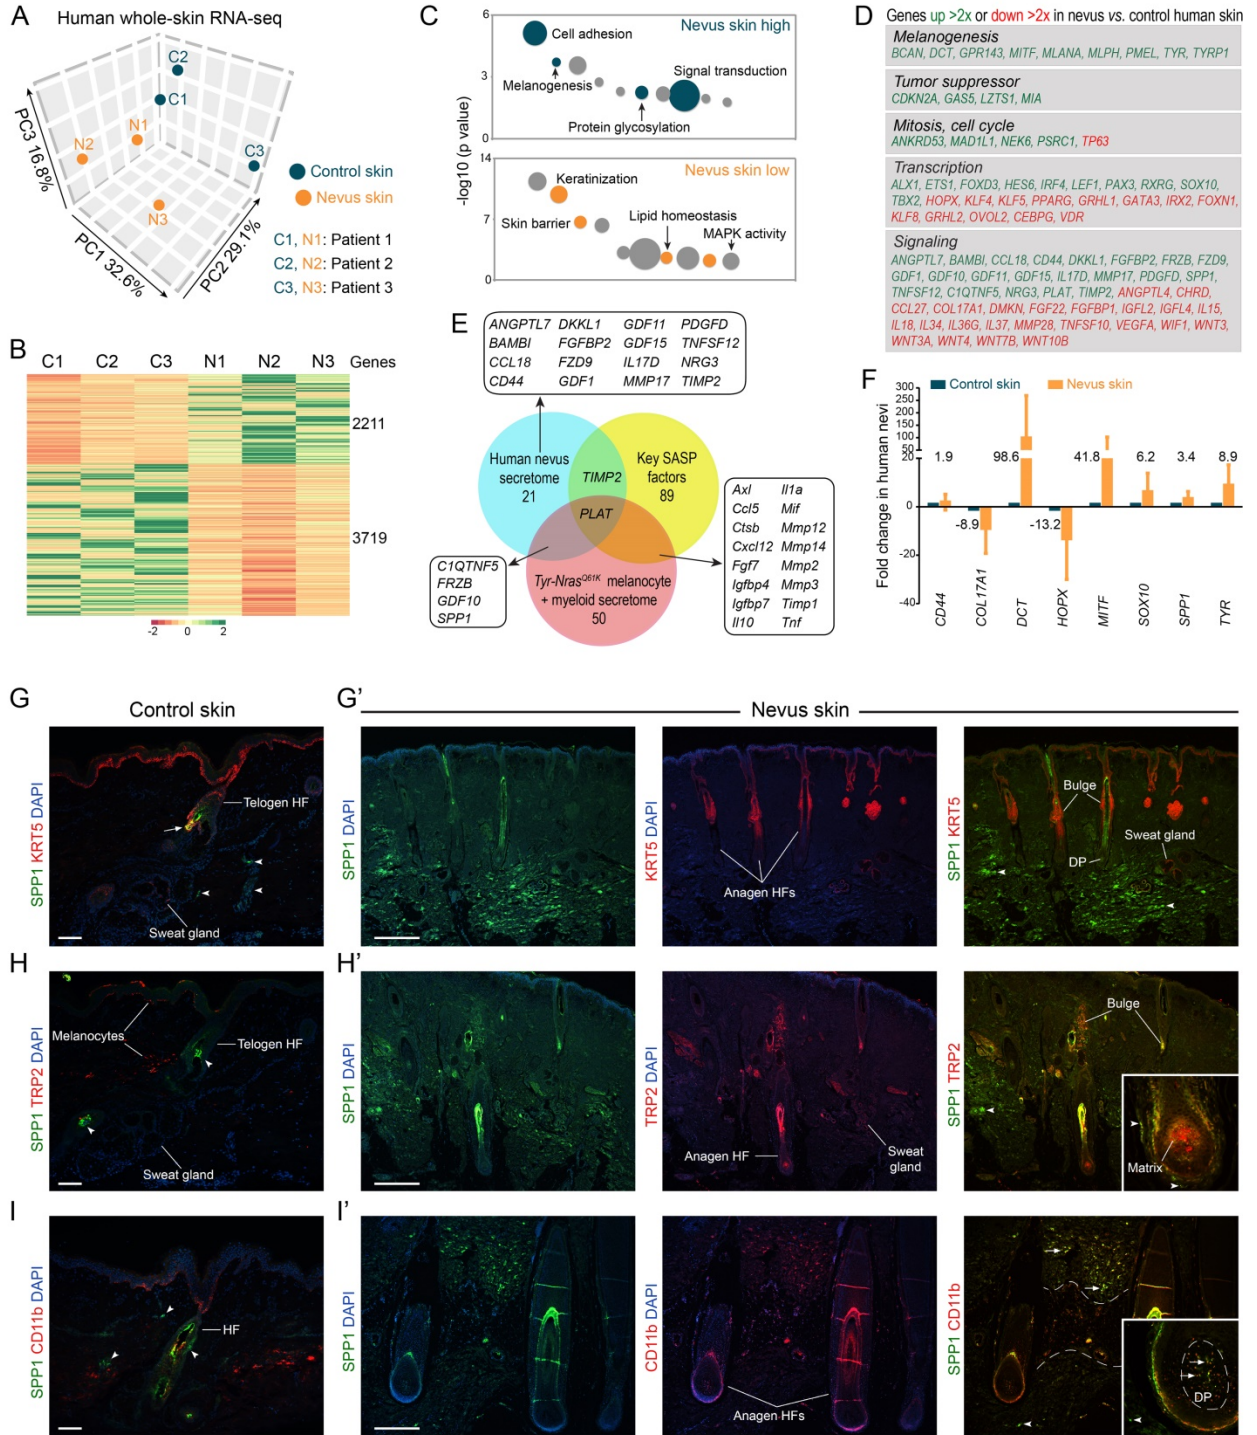 A
Human whole-skin RNA-seq
C2
C1
N1
N2
C3
N3
PC3 16.8%
PC1 32.6%
PC2 29.1%
Control skin
Nevus skin
C1, N1: Patient 1
C2, N2: Patient 2
C3, N3: Patient 3
B
C1 C2 C3 N1 N2 N3 Genes
2211
3719
-2 0 2
C
-log10 (p value)
6
3
0
Nevus skin high
Cell adhesion
Melanogenesis
Signal transduction
Protein glycosylation
14
7
0
Nevus skin low
Keratinization
Skin barrier
Lipid homeostasis
MAPK activity
D
Genes up >2x or down >2x in nevus vs. control human skin
Melanogenesis
BCAN, DCT, GPR143, MITF, MLANA, MLPH, PMEL, TYR, TYRP1
Tumor suppressor
CDKN2A, GAS5, LZTS1, MIA
Mitosis, cell cycle
ANKRD53, MAD1L1, NEK6, PSRC1, TP63
Transcription
ALX1, ETS1, FOXD3, HES6, IRF4, LEF1, PAX3, RXRG, SOX10,
TBX2, HOPX, KLF4, KLF5, PPARG, GRHL1, GATA3, IRX2, FOXN1,
KLF8, GRHL2, OVOL2, CEBPG, VDR
Signaling
ANGPTL7, BAMBI, CCL18, CD44, DKKL1, FGFBP2, FRZB, FZD9,
GDF1, GDF10, GDF11, GDF15, IL17D, MMP17, PDGFD, SPP1,
TNFSF12, C1QTNF5, NRG3, PLAT, TIMP2, ANGPTL4, CHRD,
CCL27, COL17A1, DMKN, FGF22, FGFBP1, IGFL2, IGFL4, IL15,
IL18, IL34, IL36G, IL37, MMP28, TNFSF10, VEGFA, WIF1, WNT3,
WNT3A, WNT4, WNT7B, WNT10B
E
ANGPTL7 DKKL1 GDF11 PDGFD
BAMBI FGFBP2 GDF15 TNFSF12
CCL18 FZD9 IL17D NRG3
CD44 GDF1 MMP17 TIMP2
Human nevus
secretome
21
TIMP2
Key SASP
factors
89
PLAT
Tyr-NrasQ61K melanocyte
+ myeloid secretome
50
C1QTNF5
FRZB
GDF10
SPP1
Axl Il1a
Ccl5 Mif
Ctsb Mmp12
Cxcl12 Mmp14
Fgf7 Mmp2
Igfbp4 Mmp3
Igfbp7 Timp1
Il10 Tnf
F
Control skin
Nevus skin
Fold change in human nevi
300
250
200
150
100
50
20
0
-20
-40
1.9
-8.9
98.6
-13.2
41.8
6.2
3.4
8.9
CD44
COL17A1
DCT
HOPX
MITF
SOX10
SPP1
TYR
G
Control skin
SPP1 KRT5 DAPI
Telogen HF
Sweat gland
G'
Nevus skin
SPP1 DAPI
KRT5 DAPI
Anagen HFs
SPP1 KRT5
Bulge
Sweat gland
DP
H
SPP1 TRP2 DAPI
Melanocytes
Telogen HF
Sweat gland
H'
SPP1 DAPI
TRP2 DAPI
Anagen HF
Sweat
gland
SPP1 TRP2
Bulge
Matrix
I
SPP1 CD11b DAPI
HF
I'
SPP1 DAPI
CD11b DAPI
Anagen HFs
SPP1 CD11b
DP